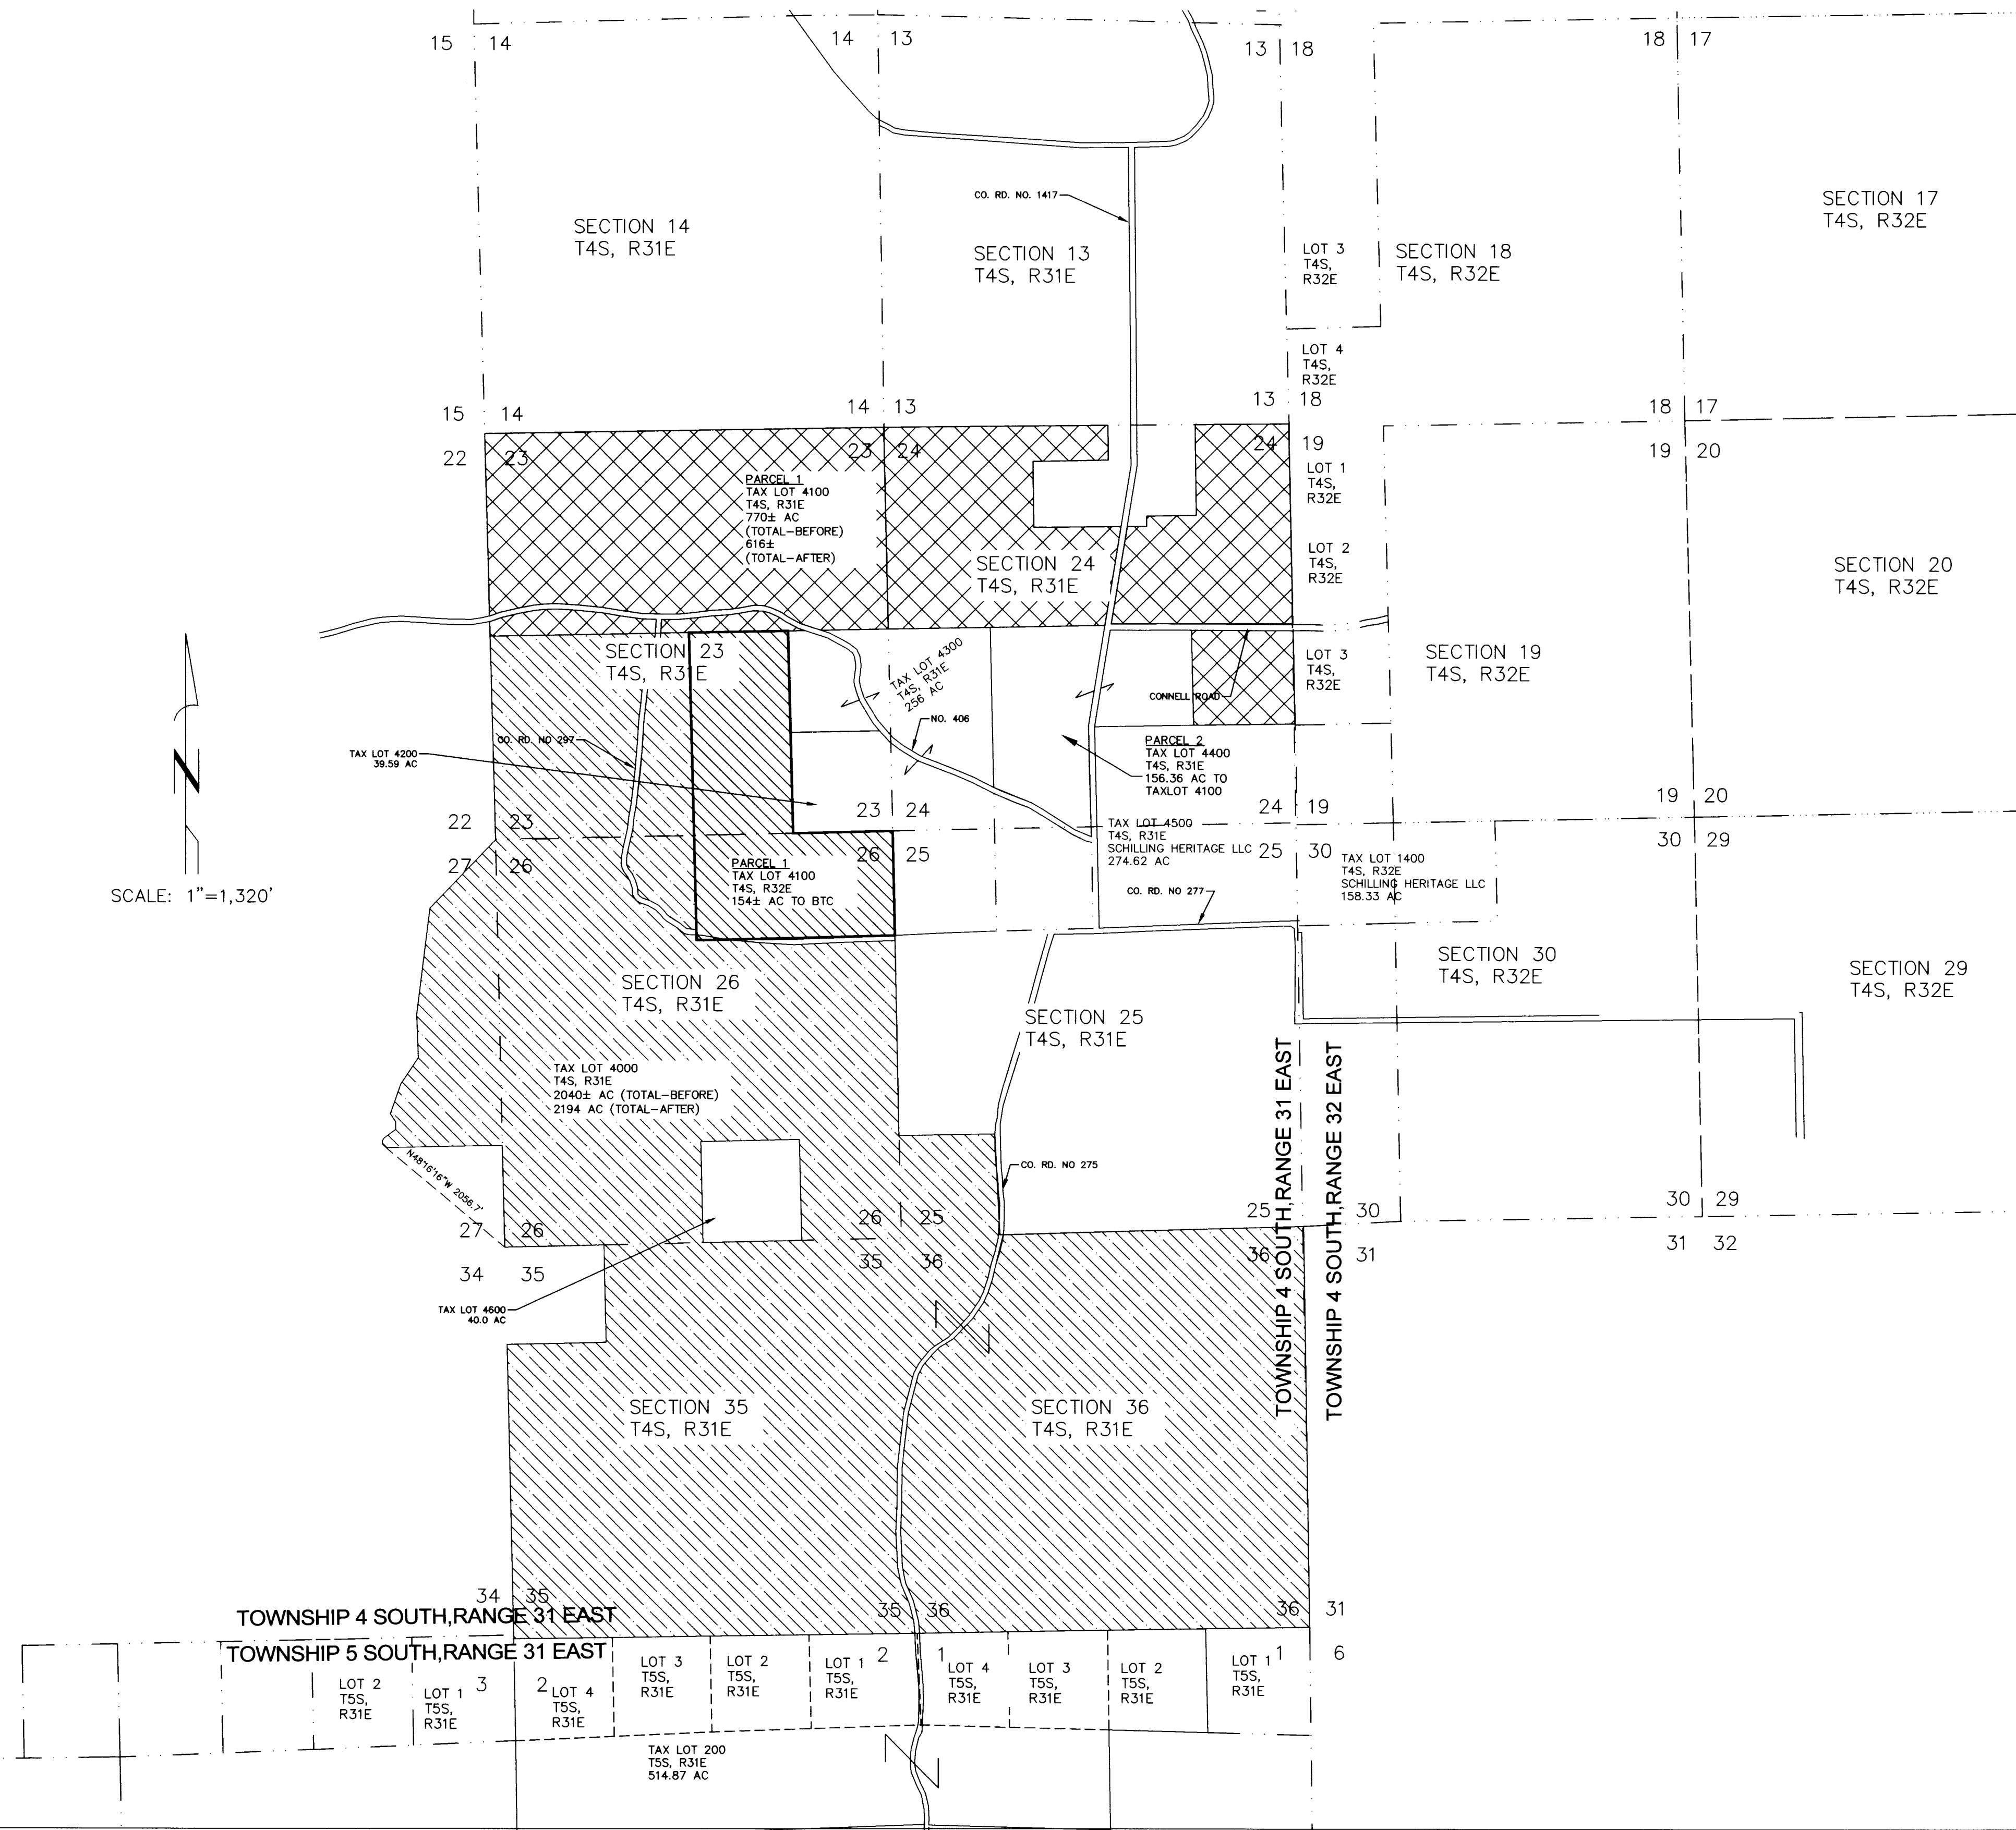 15 14
14 13
13 18
18 17
CO. RD. NO. 1417
SECTION 14
T4S, R31E
SECTION 13
T4S, R31E
LOT 3
T4S,
R32E
SECTION 18
T4S, R32E
SECTION 17
T4S, R32E
LOT 4
T4S,
R32E
15 14
14 13
13 18
18 17
22 23
23 24
24 19
19 20
PARCEL 1
TAX LOT 4100
T4S, R31E
770± AC
(TOTAL-BEFORE)
616±
(TOTAL-AFTER)
LOT 1
T4S,
R32E
SECTION 24
T4S, R31E
LOT 2
T4S,
R32E
SECTION 20
T4S, R32E
SECTION 23
T4S, R31E
TAX LOT 4300
T4S, R31E
256 AC
LOT 3
T4S,
R32E
SECTION 19
T4S, R32E
CONNELL ROAD
NO. 406
CO. RD. NO 297
TAX LOT 4200
39.59 AC
PARCEL 2
TAX LOT 4400
T4S, R31E
156.36 AC TO
TAXLOT 4100
N
SCALE: 1"=1,320'
22 23
23 24
24 19
19 20
27 26
26 25
25 30
30 29
TAX LOT 4500
T4S, R31E
SCHILLING HERITAGE LLC
274.62 AC
TAX LOT 1400
T4S, R32E
SCHILLING HERITAGE LLC
158.33 AC
PARCEL 1
TAX LOT 4100
T4S, R32E
154± AC TO BTC
CO. RD. NO 277
SECTION 26
T4S, R31E
SECTION 25
T4S, R31E
SECTION 30
T4S, R32E
SECTION 29
T4S, R32E
TAX LOT 4000
T4S, R31E
2040± AC (TOTAL-BEFORE)
2194 AC (TOTAL-AFTER)
TOWNSHIP 4 SOUTH,RANGE 31 EAST
TOWNSHIP 4 SOUTH,RANGE 32 EAST
N48°16'16"W 2056.7'
CO. RD. NO 275
27 26
26 25
25 30
30 29
34 35
35 36
36 31
31 32
TAX LOT 4600
40.0 AC
SECTION 35
T4S, R31E
SECTION 36
T4S, R31E
34 35
35 36
36 31
TOWNSHIP 4 SOUTH,RANGE 31 EAST
TOWNSHIP 5 SOUTH,RANGE 31 EAST
3 2
2 1
1 6
LOT 2
T5S,
R31E
LOT 1
T5S,
R31E
LOT 4
T5S,
R31E
LOT 3
T5S,
R31E
LOT 2
T5S,
R31E
LOT 1
T5S,
R31E
LOT 4
T5S,
R31E
LOT 3
T5S,
R31E
LOT 2
T5S,
R31E
LOT 1
T5S,
R31E
TAX LOT 200
T5S, R31E
514.87 AC